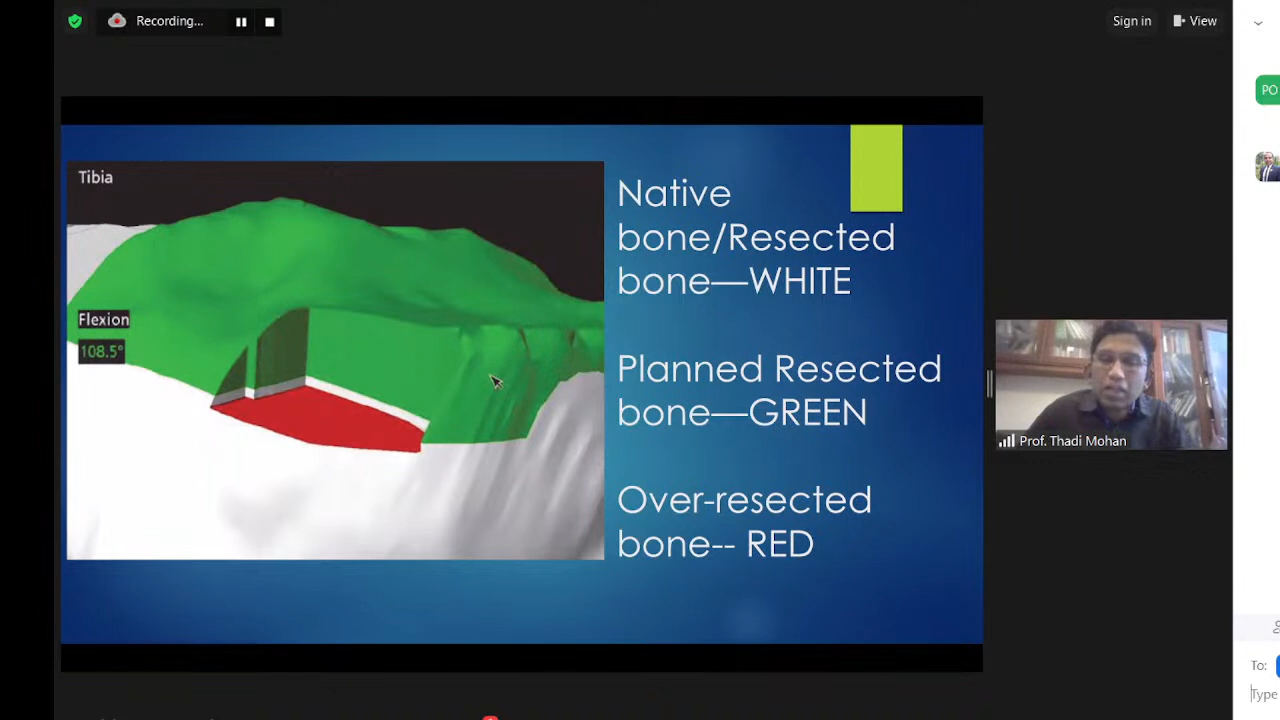 Recording...
Sign in
View
PO
Tibia
Flexion
108.5°
Native
bone/Resected
bone—WHITE
Planned Resected
bone—GREEN
Over-resected
bone-- RED
Prof. Thadi Mohan
To:
Type